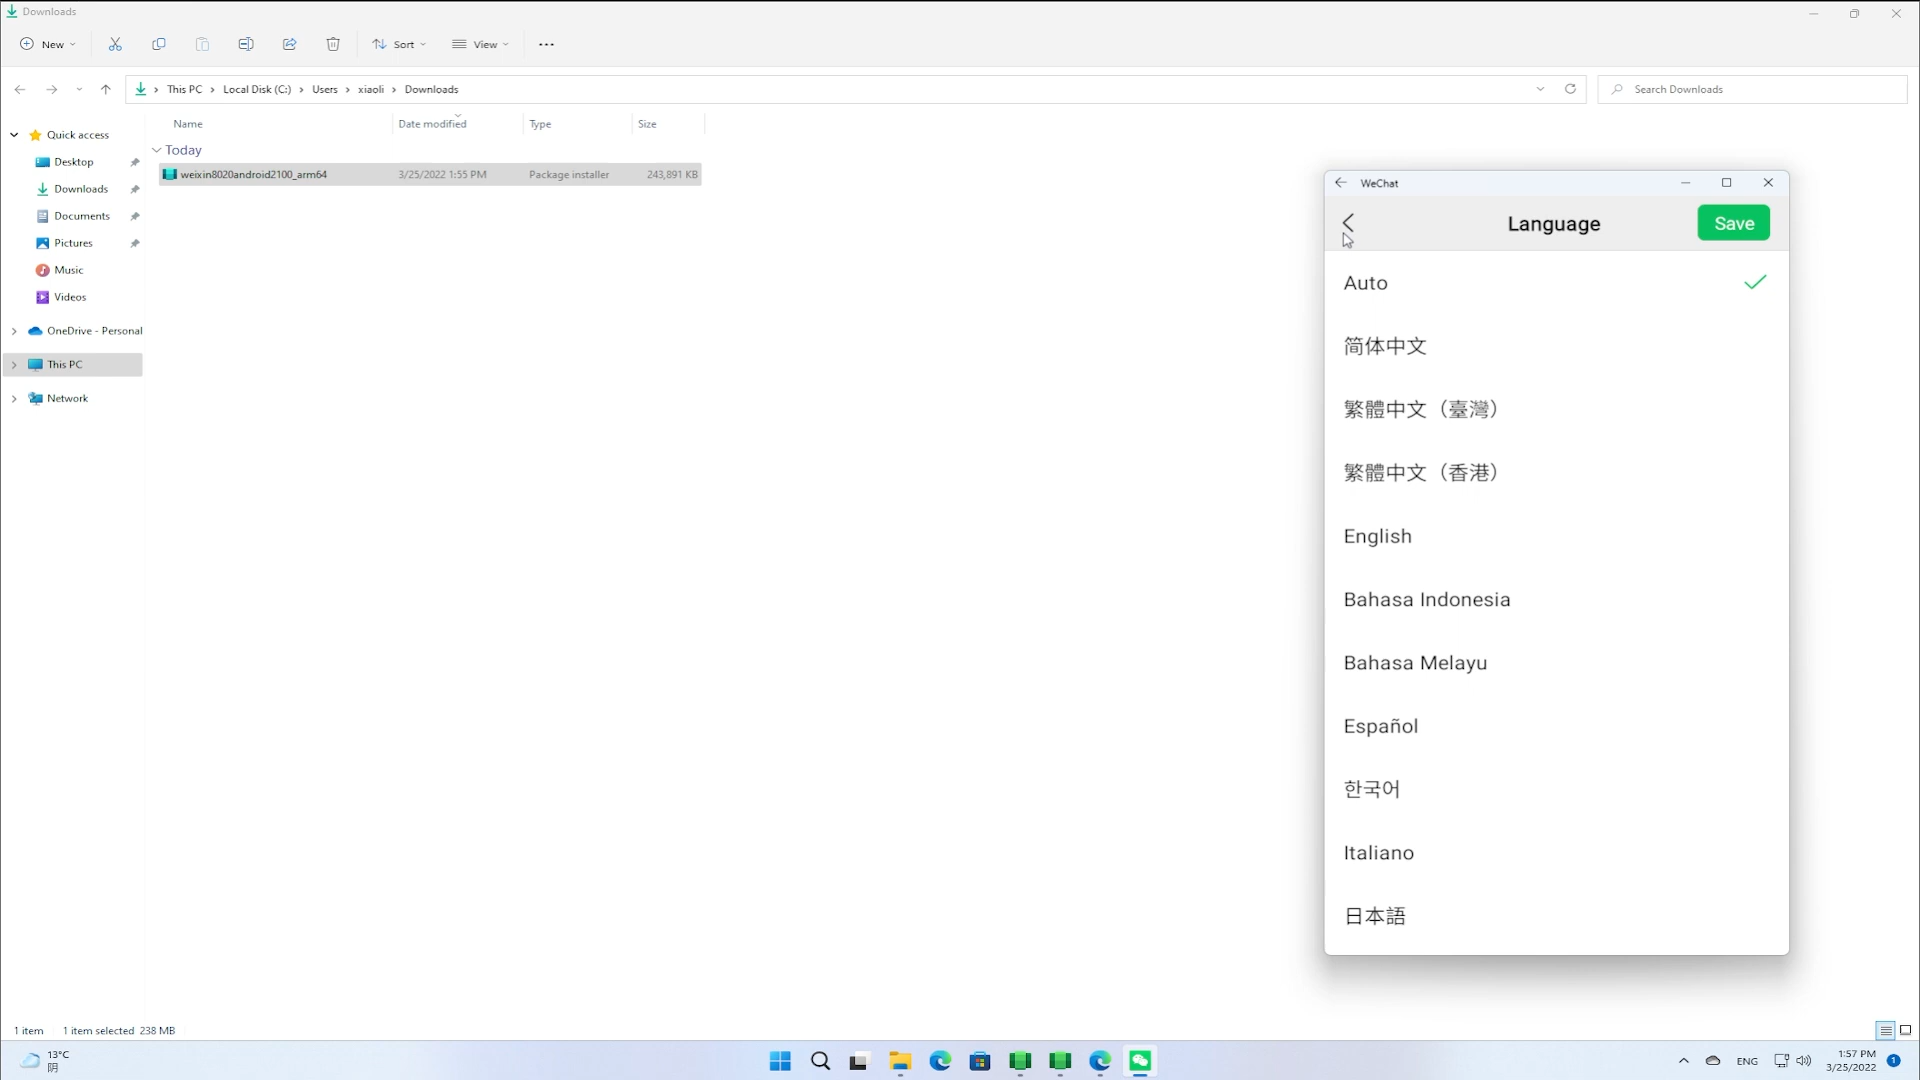 Downloads
New
Sort
View
This PC
Local Disk (C:)
Users
xiaoli
Downloads
Search Downloads
Name
Date modified
Type
Size
Today
weixin8020android2100_arm64
3/25/2022 1:55 PM
Package installer
243,891 KB
Quick access
Desktop
Downloads
Documents
Pictures
Music
Videos
OneDrive - Personal
This PC
Network
WeChat
Language
Save
Auto
简体中文
繁體中文（臺灣）
繁體中文（香港）
English
Bahasa Indonesia
Bahasa Melayu
Español
한국어
Italiano
日本語
1 item
1 item selected 238 MB
13°C
阴
ENG
1:57 PM
3/25/2022
1